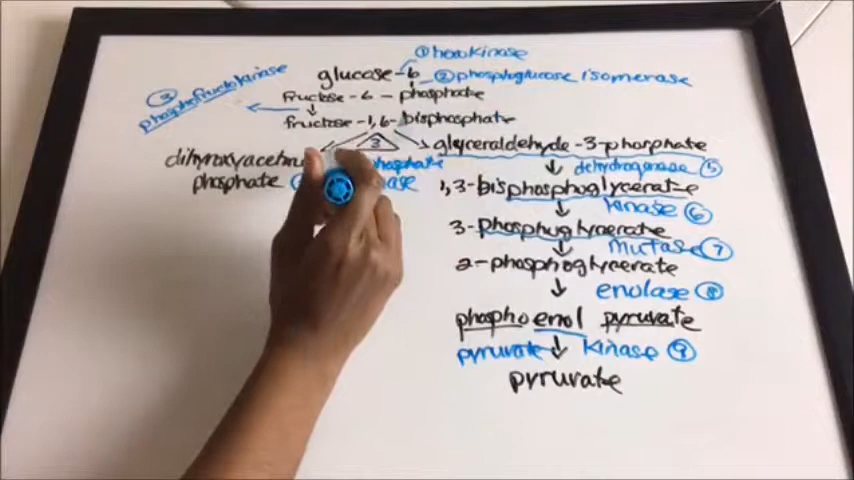 ① hexokinase
glucose-6
② phosphoglucose isomerase
③
phosphofructokinase
fructose-6-phosphate
fructose-1,6-bisphosphate
3
glyceraldehyde-3-phosphate
phosphate
phosphate
dehydrogenase ⑤
1,3-bisphosphoglycerate
kinase ⑥
3-phosphoglycerate
mutase ⑦
2-phosphoglycerate
enolase ⑧
phosphoenol pyruvate
pyruvate kinase ⑨
pyruvate